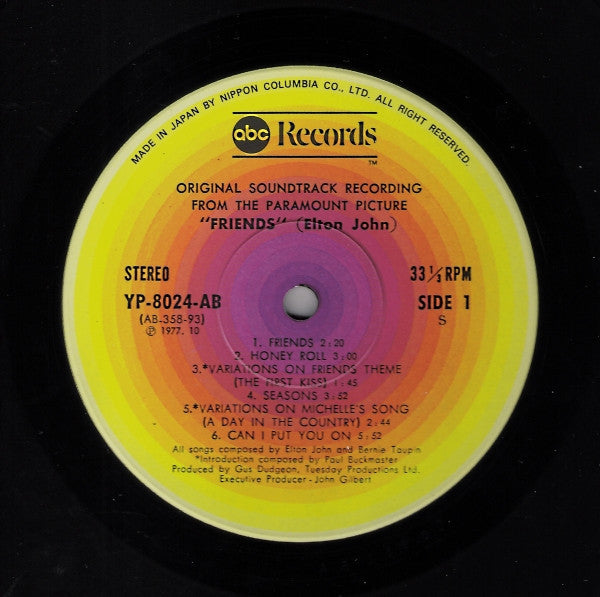 MADE IN JAPAN BY NIPPON COLUMBIA CO., LTD. ALL RIGHT RESERVED.
abc Records
TM
ORIGINAL SOUNDTRACK RECORDING
FROM THE PARAMOUNT PICTURE
"FRIENDS" (Elton John)
STEREO 33 1/3 RPM
YP-8024-AB SIDE 1
(AB-358-93) S
℗ 1977. 10
1. FRIENDS 2:20
2. HONEY ROLL 3:00
3.*VARIATIONS ON FRIENDS THEME
(THE FIRST KISS) 1:45
4. SEASONS 3:52
5.*VARIATIONS ON MICHELLE'S SONG
(A DAY IN THE COUNTRY) 2:44
6. CAN I PUT YOU ON 5:52
All songs composed by Elton John and Bernie Taupin
*Introduction composed by Paul Buckmaster
Produced by Gus Dudgeon, Tuesday Productions Ltd.
Executive Producer-John Gilbert